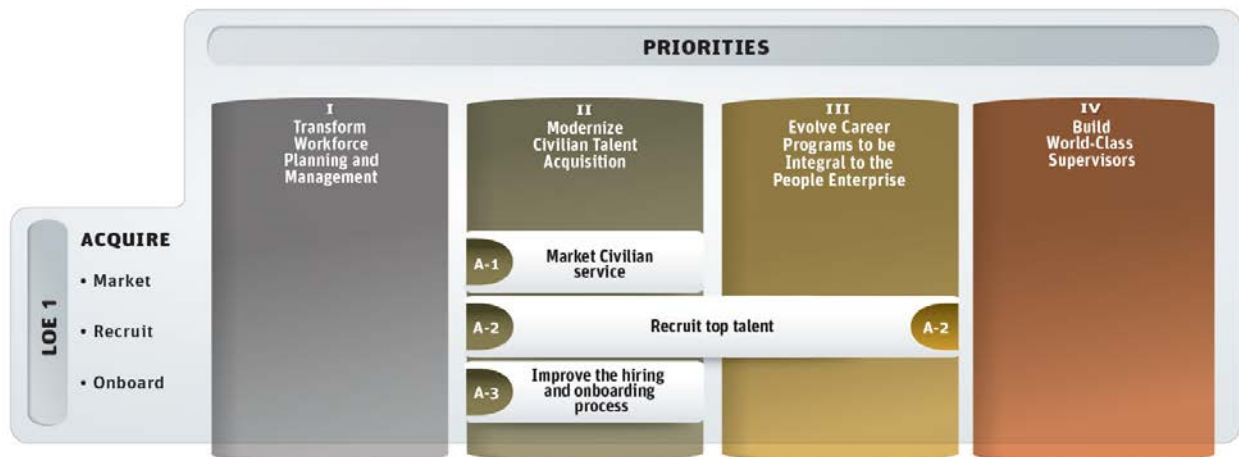 PRIORITIES
I
Transform
Workforce
Planning and
Management
II
Modernize
Civilian Talent
Acquisition
III
Evolve Career
Programs to be
Integral to the
People Enterprise
IV
Build
World-Class
Supervisors
LOE 1
ACQUIRE
• Market
• Recruit
• Onboard
A-1
Market Civilian
service
A-2
Recruit top talent
A-2
A-3
Improve the hiring
and onboarding
process